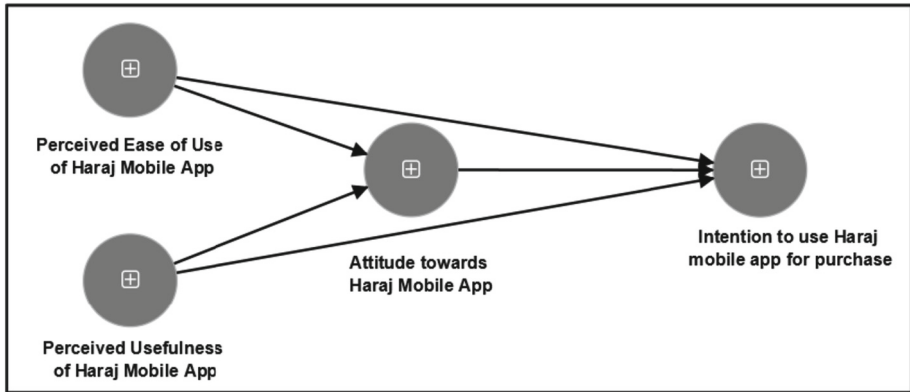 Perceived Ease of Use
of Haraj Mobile App
Attitude towards
Haraj Mobile App
Intention to use Haraj
mobile app for purchase
Perceived Usefulness
of Haraj Mobile App